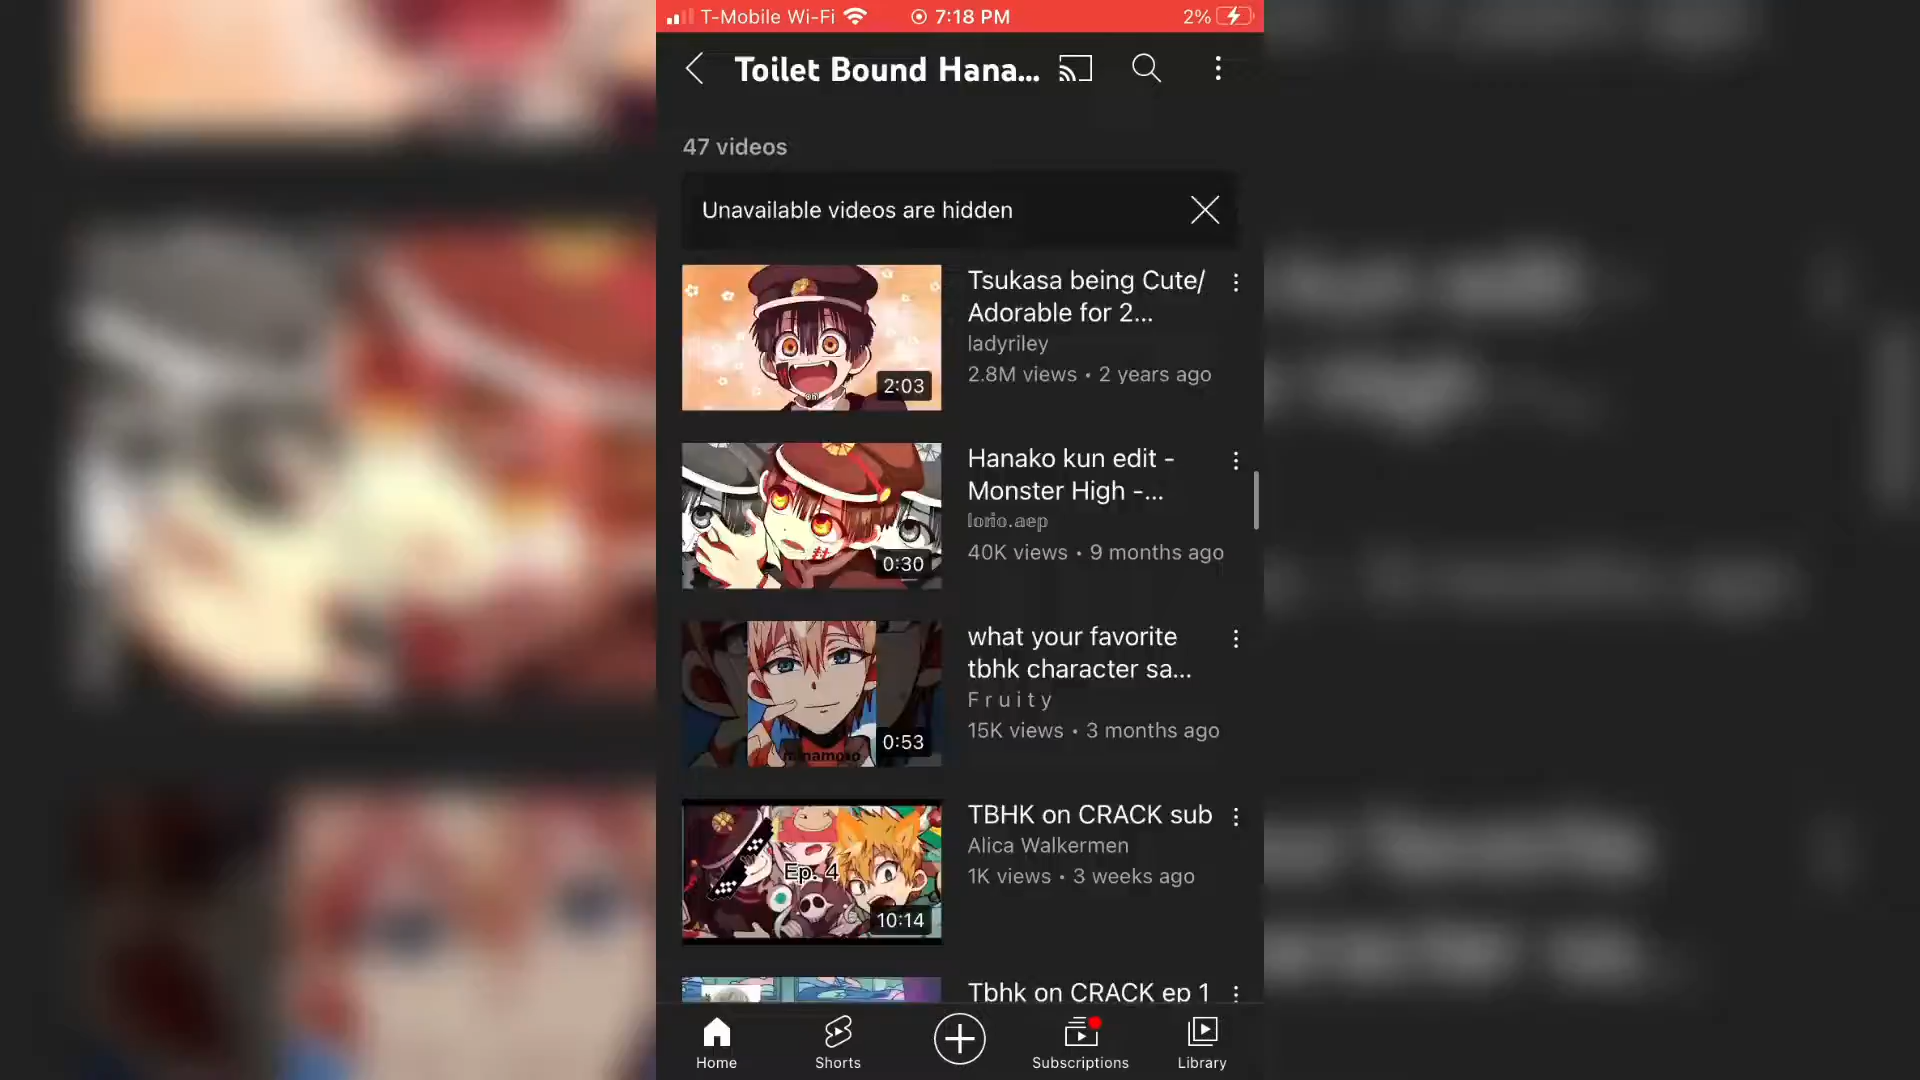 T-Mobile Wi-Fi 7:18 PM 2%
Toilet Bound Hana...
47 videos
Unavailable videos are hidden
2:03
Tsukasa being Cute/
Adorable for 2...
ladyriley
2.8M views • 2 years ago
0:30
Hanako kun edit -
Monster High -...
lorio.aep
40K views • 9 months ago
minamoto
0:53
what your favorite
tbhk character sa...
F r u i t y
15K views • 3 months ago
Ep. 4
10:14
TBHK on CRACK sub
Alica Walkermen
1K views • 3 weeks ago
Tbhk on CRACK ep 1
Home
Shorts
Subscriptions
Library